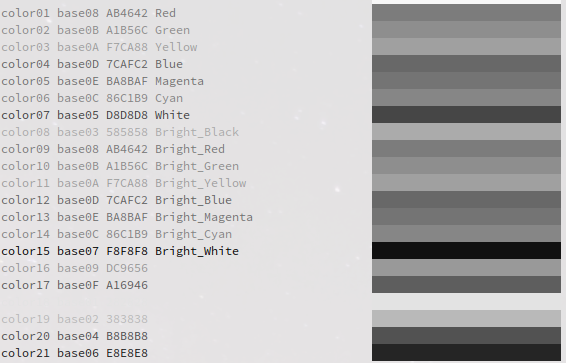 color01 base08 AB4642 Red
color02 base0B A1B56C Green
color03 base0A F7CA88 Yellow
color04 base0D 7CAFC2 Blue
color05 base0E BA8BAF Magenta
color06 base0C 86C1B9 Cyan
color07 base05 D8D8D8 White
color08 base03 585858 Bright_Black
color09 base08 AB4642 Bright_Red
color10 base0B A1B56C Bright_Green
color11 base0A F7CA88 Bright_Yellow
color12 base0D 7CAFC2 Bright_Blue
color13 base0E BA8BAF Bright_Magenta
color14 base0C 86C1B9 Bright_Cyan
color15 base07 F8F8F8 Bright_White
color16 base09 DC9656
color17 base0F A16946
color19 base02 383838
color20 base04 B8B8B8
color21 base06 E8E8E8